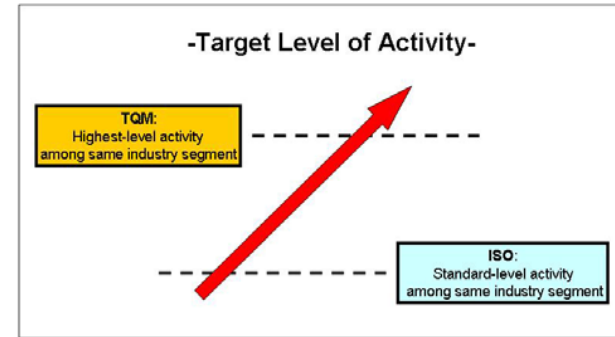 -Target Level of Activity-
TQM:
Highest-level activity
among same industry segment
ISO:
Standard-level activity
among same industry segment